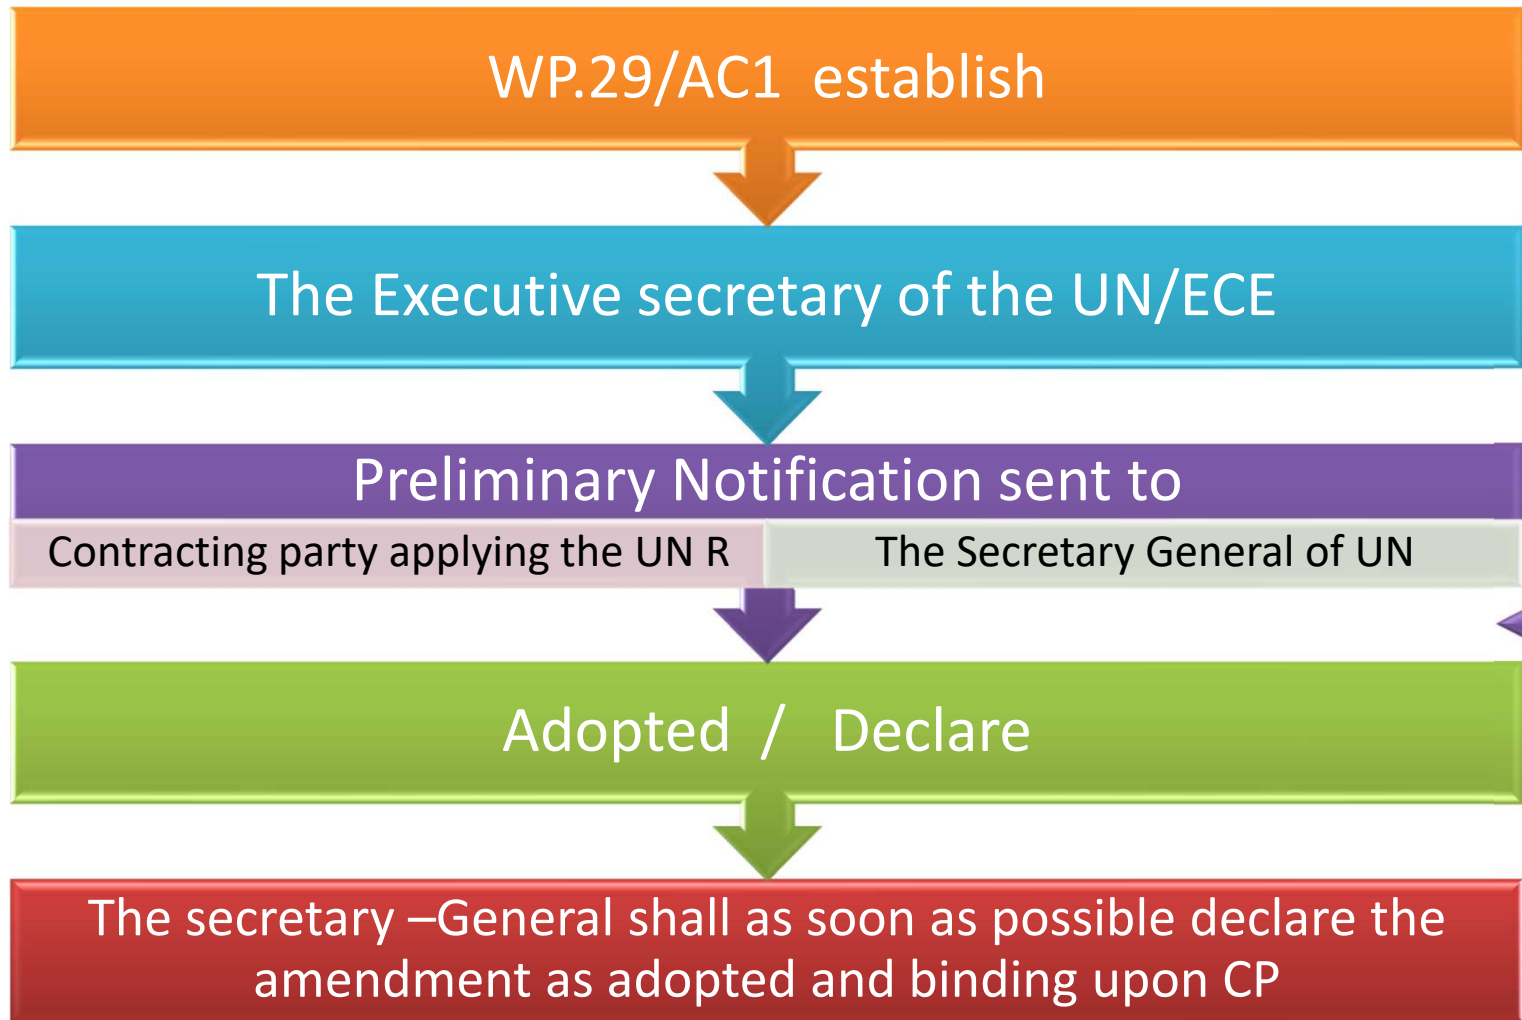 WP.29/AC1 establish
The Executive secretary of the UN/ECE
Preliminary Notification sent to
Contracting party applying the UN R
The Secretary General of UN
Adopted / Declare
The secretary –General shall as soon as possible declare the
amendment as adopted and binding upon CP